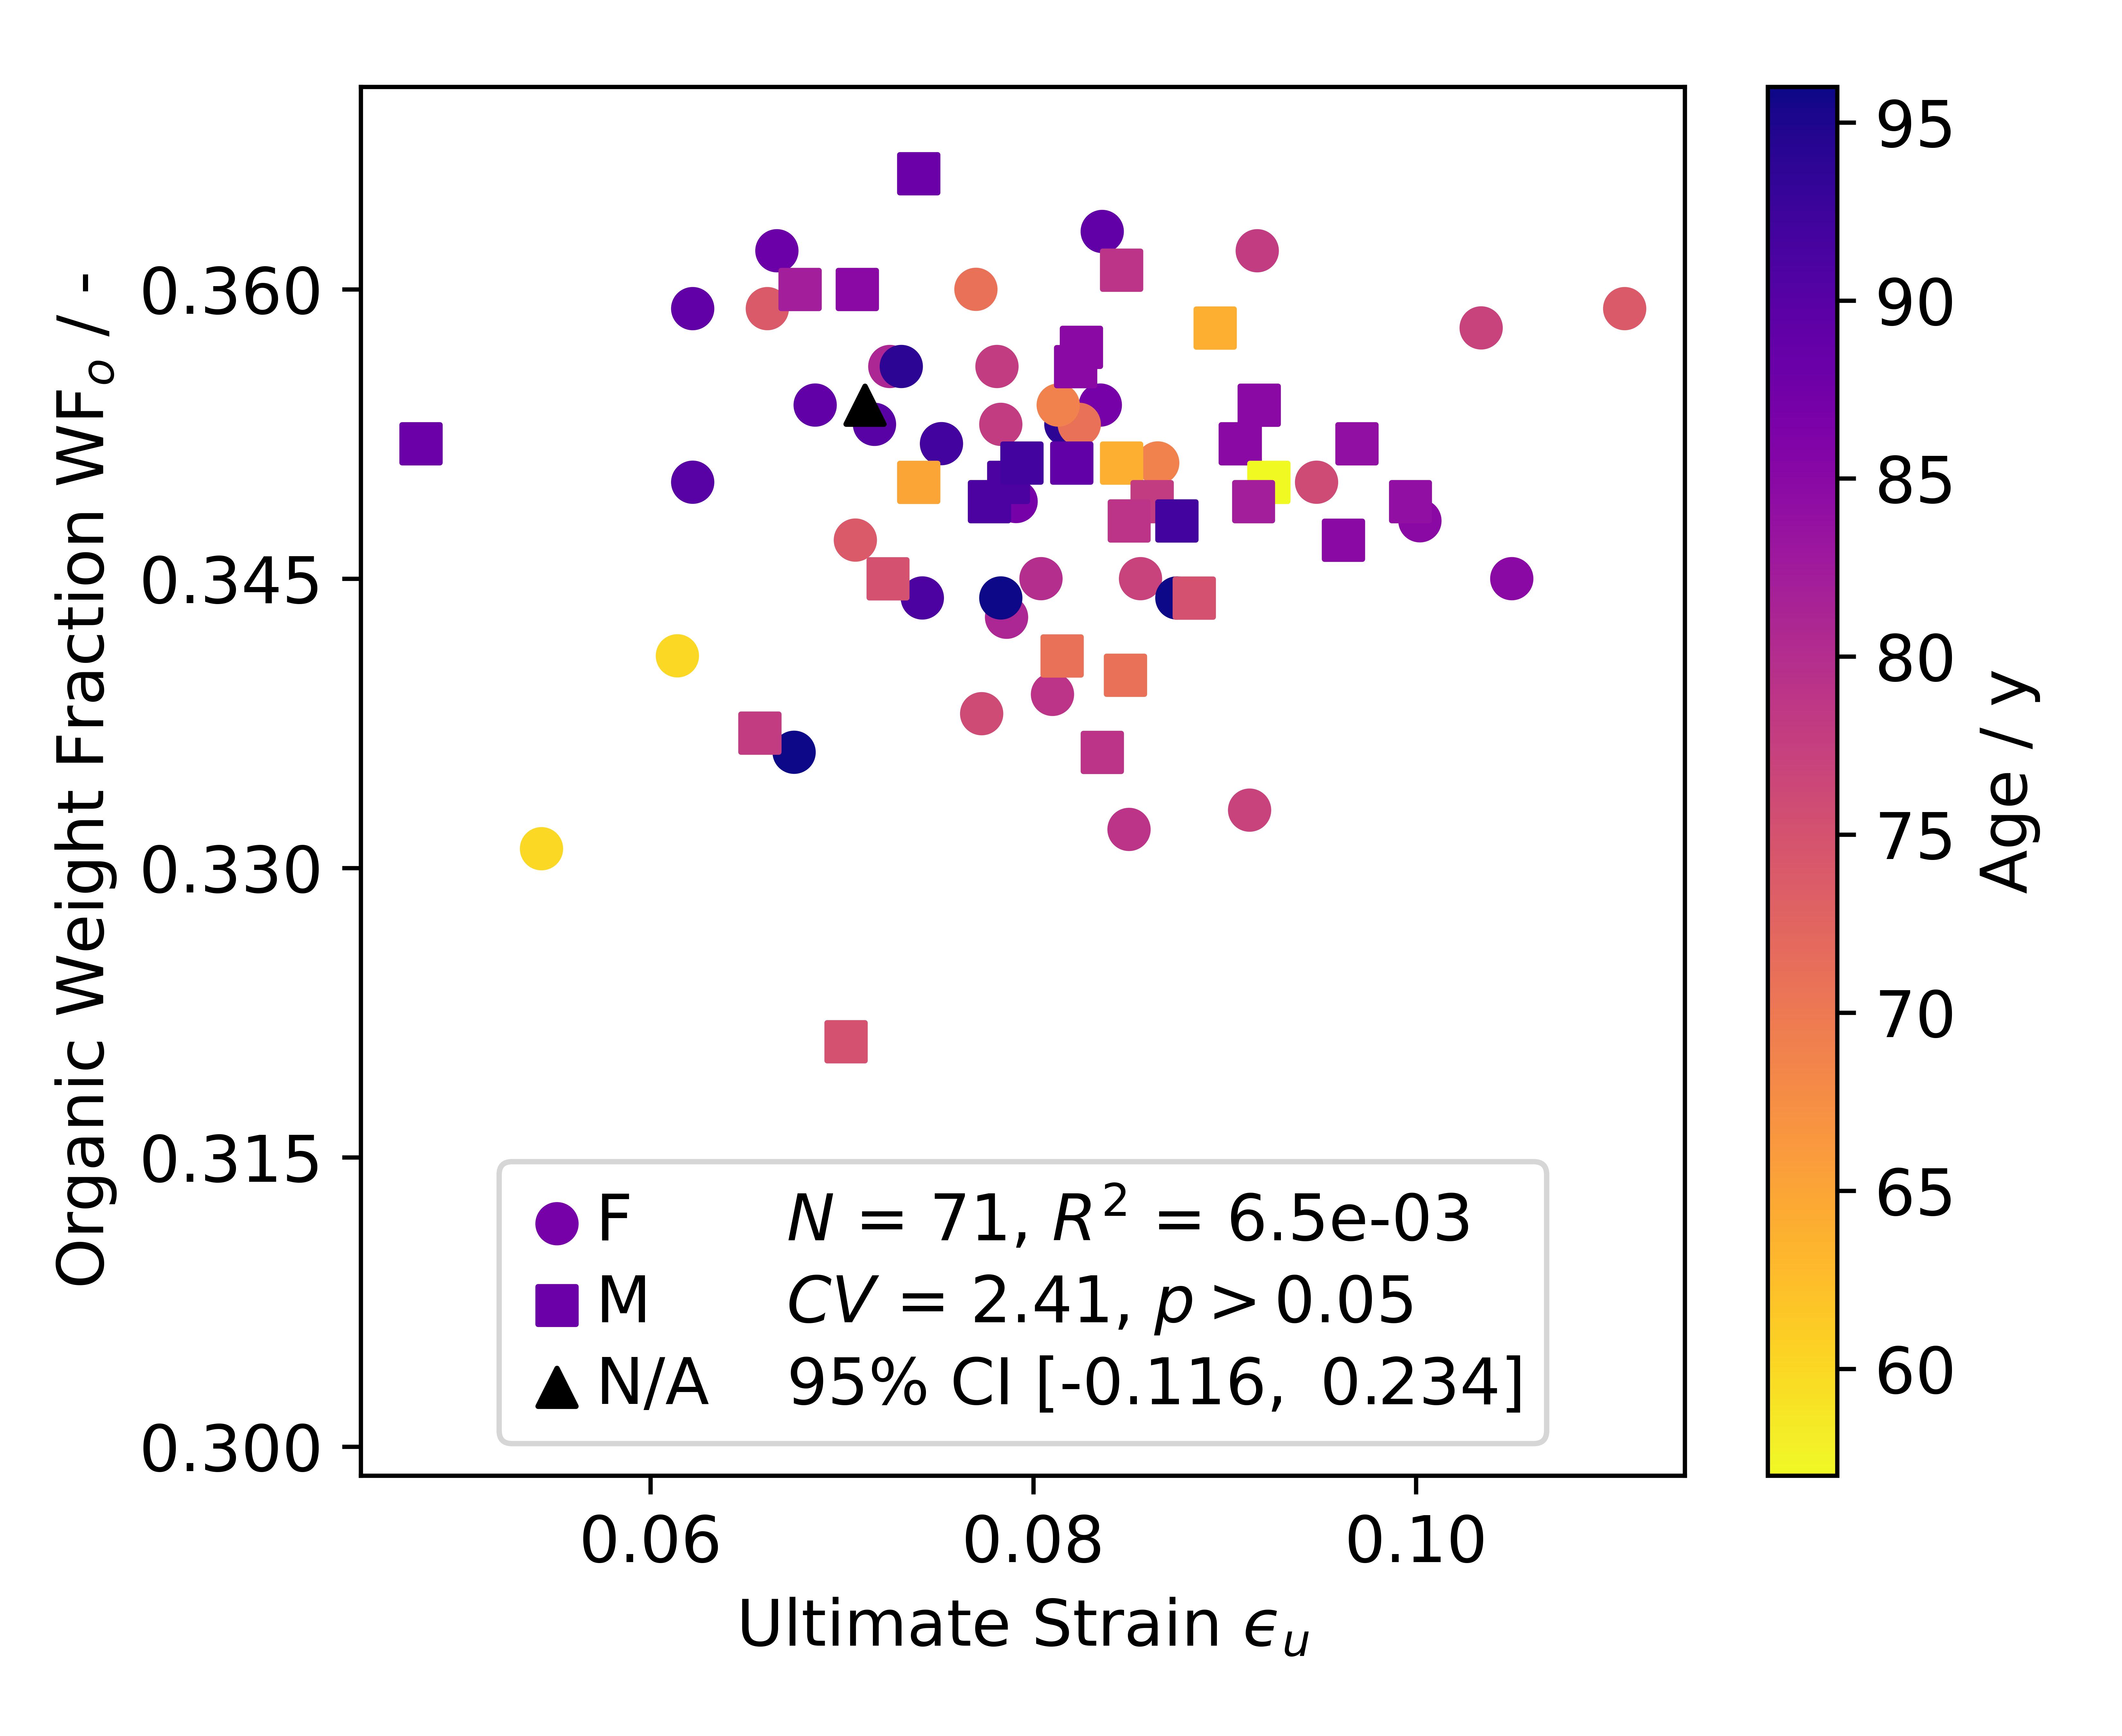 Organic Weight Fraction WFₒ / -
0.360
0.345
0.330
0.315
0.300
F N = 71, R² = 6.5e-03
M CV = 2.41, p > 0.05
N/A 95% CI [-0.116, 0.234]
0.06 0.08 0.10
Ultimate Strain ϵᵤ
95
90
85
80
75
70
65
60
Age / y